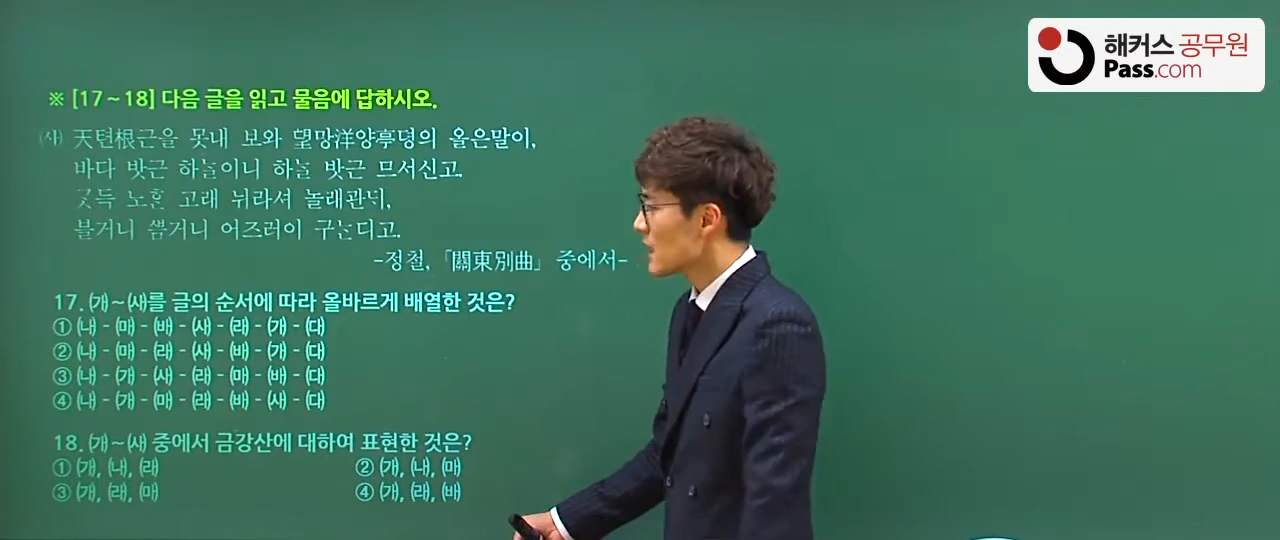 해커스 공무원
Pass.com
※ [17~18] 다음 글을 읽고 물음에 답하시오.
㈔ 天텬根근을 못내 보와 望망洋양亭뎡의 올은말이,
바다 밧근 하ᄂᆞᆯ이니 하ᄂᆞᆯ 밧근 므서신고.
ᄀᆞᆺ득 노ᄒᆞᆫ 고래 뉘라셔 놀래관ᄃᆡ,
블거니 ᄲᅳᆷ거니 어즈러이 구ᄂᆞᆫ디고.
-정철, 「關東別曲」 중에서-
17. ㈎~㈔를 글의 순서에 따라 올바르게 배열한 것은?
① ㈏ - ㈒ - ㈓ - ㈔ - ㈑ - ㈎ - ㈐
② ㈏ - ㈒ - ㈑ - ㈔ - ㈓ - ㈎ - ㈐
③ ㈏ - ㈎ - ㈔ - ㈑ - ㈒ - ㈓ - ㈐
④ ㈏ - ㈎ - ㈒ - ㈑ - ㈓ - ㈔ - ㈐
18. ㈎~㈔ 중에서 금강산에 대하여 표현한 것은?
① ㈎, ㈏, ㈑ ② ㈎, ㈏, ㈒
③ ㈎, ㈑, ㈒ ④ ㈎, ㈑, ㈓